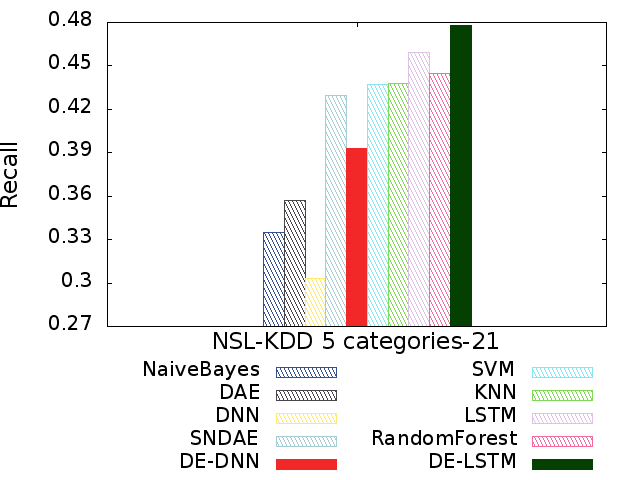 0.48
0.45
0.42
0.39
0.36
0.33
0.3
0.27
Recall
NSL-KDD 5 categories-21
NaiveBayes
DAE
DNN
SNDAE
DE-DNN
SVM
KNN
LSTM
RandomForest
DE-LSTM